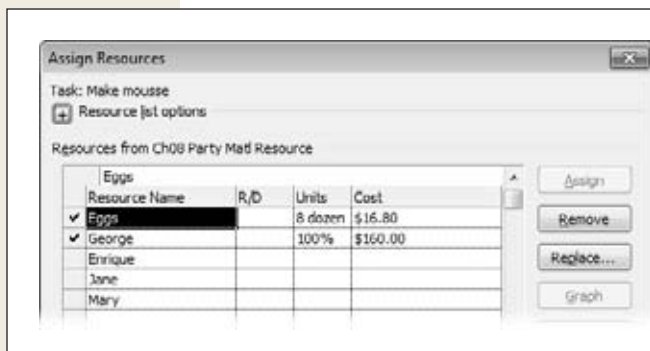 Assign Resources
Task: Make mousse
Resource list options
Resources from Ch08 Party Matl Resource
Eggs
Resource Name R/D Units Cost
Eggs 8 dozen $16.80
George 100% $160.00
Enrique
Jane
Mary
Assign
Remove
Replace...
Graph